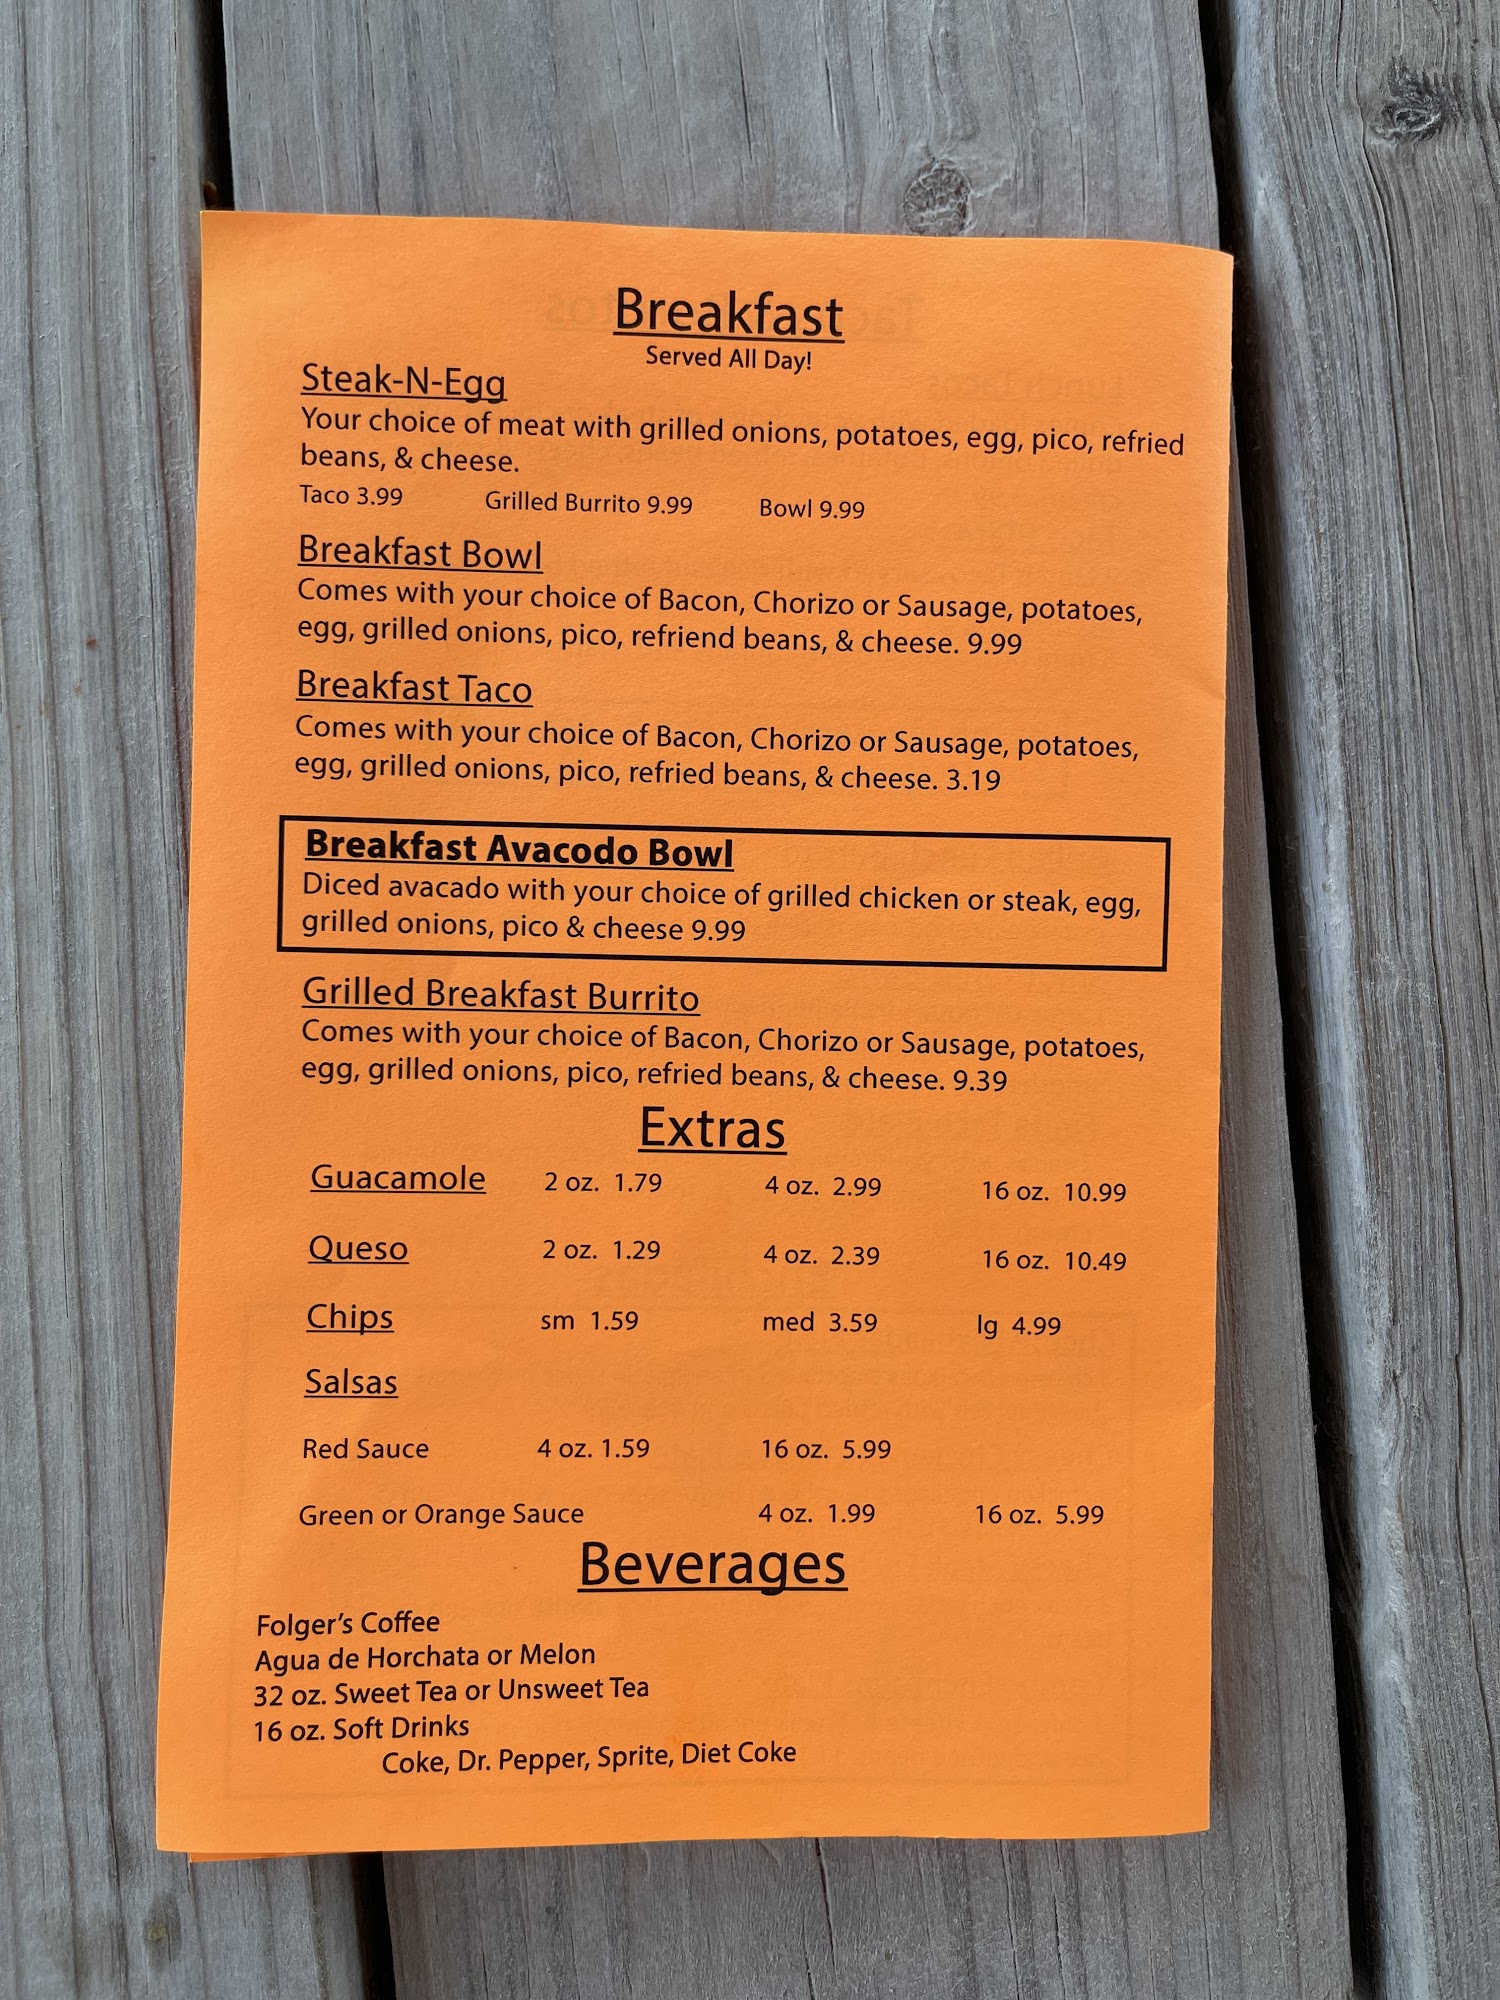 Breakfast
Served All Day!
Steak-N-Egg
Your choice of meat with grilled onions, potatoes, egg, pico, refried
beans, & cheese.
Taco 3.99 Grilled Burrito 9.99 Bowl 9.99
Breakfast Bowl
Comes with your choice of Bacon, Chorizo or Sausage, potatoes,
egg, grilled onions, pico, refriend beans, & cheese. 9.99
Breakfast Taco
Comes with your choice of Bacon, Chorizo or Sausage, potatoes,
egg, grilled onions, pico, refried beans, & cheese. 3.19
Breakfast Avacodo Bowl
Diced avacado with your choice of grilled chicken or steak, egg,
grilled onions, pico & cheese 9.99
Grilled Breakfast Burrito
Comes with your choice of Bacon, Chorizo or Sausage, potatoes,
egg, grilled onions, pico, refried beans, & cheese. 9.39
Extras
Guacamole 2 oz. 1.79 4 oz. 2.99 16 oz. 10.99
Queso 2 oz. 1.29 4 oz. 2.39 16 oz. 10.49
Chips sm 1.59 med 3.59 lg 4.99
Salsas
Red Sauce 4 oz. 1.59 16 oz. 5.99
Green or Orange Sauce 4 oz. 1.99 16 oz. 5.99
Beverages
Folger's Coffee
Agua de Horchata or Melon
32 oz. Sweet Tea or Unsweet Tea
16 oz. Soft Drinks
Coke, Dr. Pepper, Sprite, Diet Coke